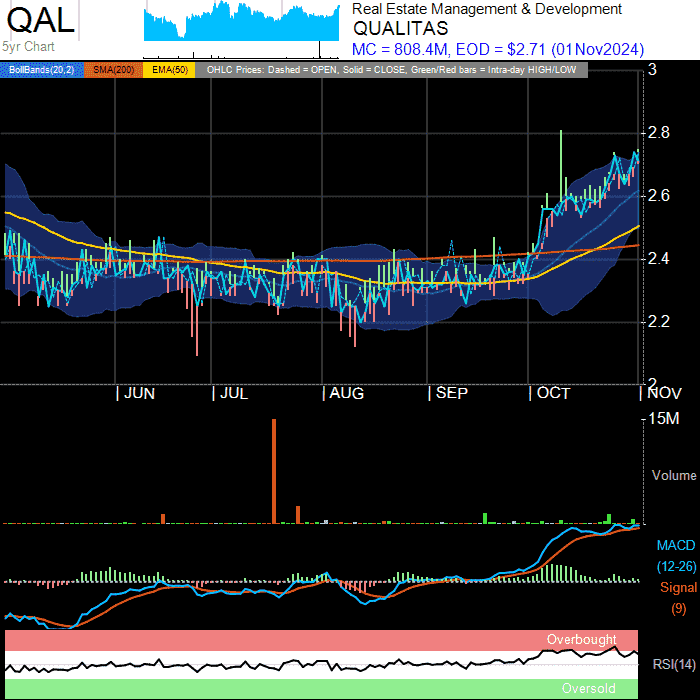 QAL
5yr Chart
Real Estate Management & Development
QUALITAS
MC = 808.4M, EOD = $2.71 (01Nov2024)
BollBands(20,2) SMA(200) EMA(50) OHLC Prices: Dashed = OPEN, Solid = CLOSE, Green/Red bars = Intra-day HIGH/LOW
3
2.8
2.6
2.4
2.2
2
JUN JUL AUG SEP OCT NOV
15M
Volume
MACD
(12-26)
Signal
(9)
Overbought
RSI(14)
Oversold